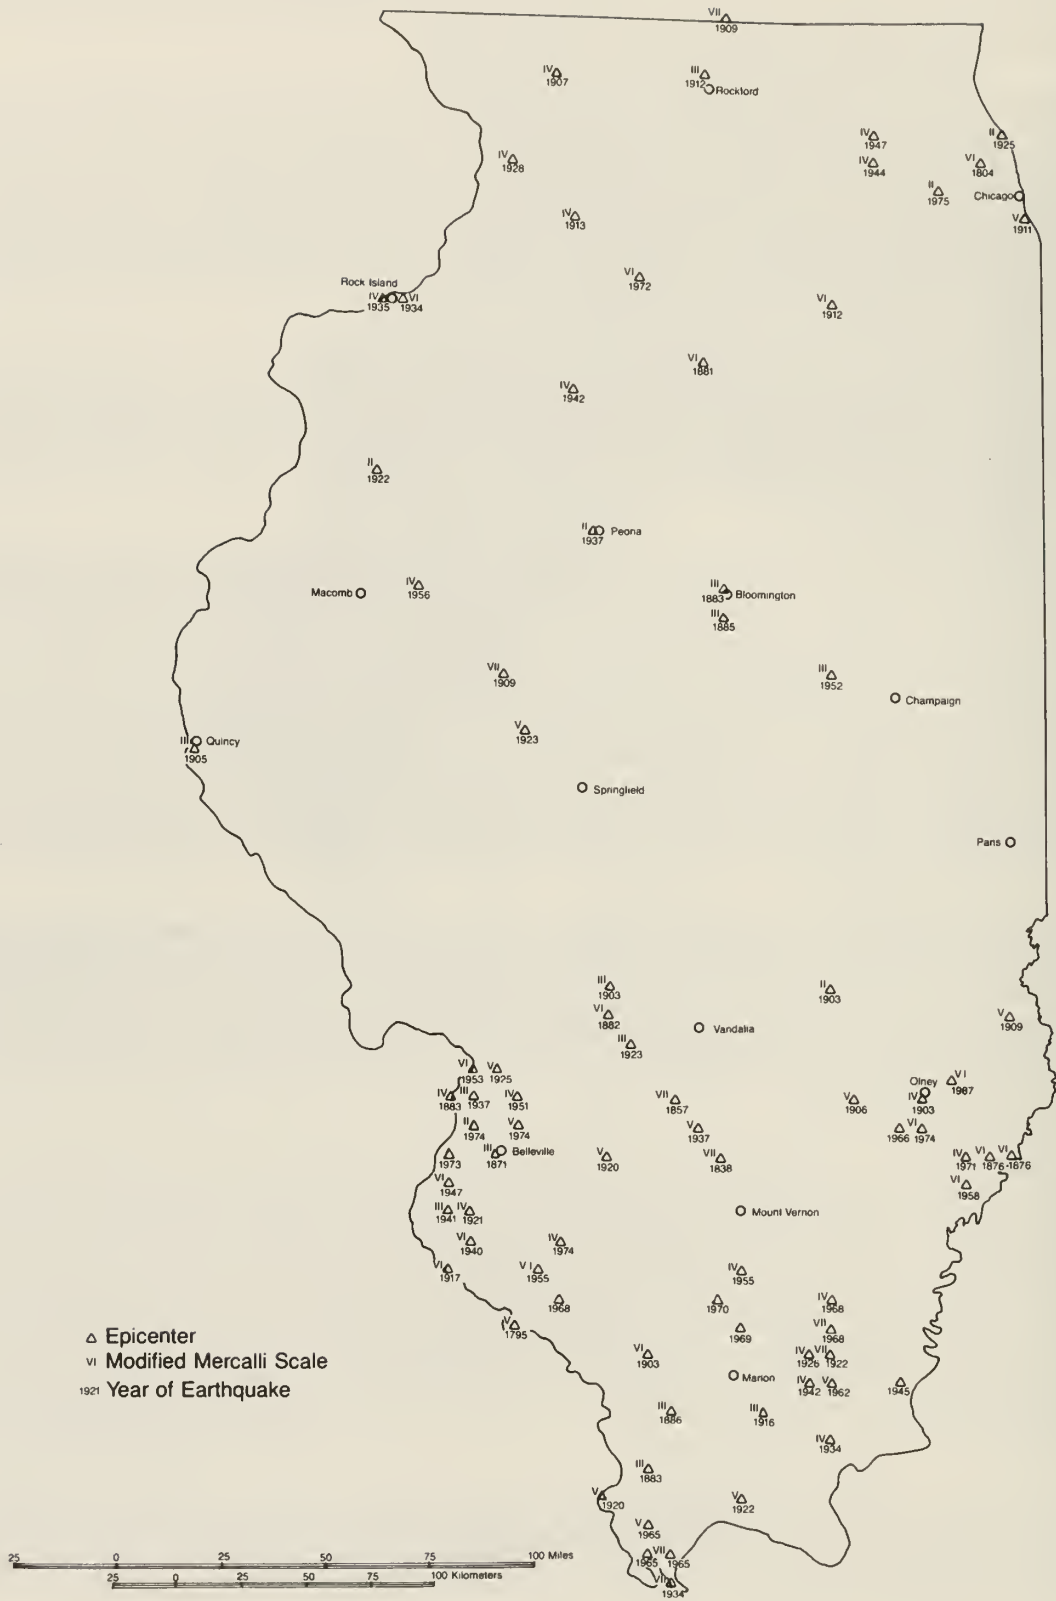 VII
1909
IV
1907
III
1912
Rockford
IV
1947
II
1925
IV
1928
IV
1944
VI
1804
II
1975
Chicago
IV
1913
V
1911
VI
1972
Rock Island
IV
1935
VI
1934
VI
1912
VI
1881
IV
1942
II
1922
II
1937
Peoria
Macomb
IV
1956
III
1883
Bloomington
III
1885
VII
1909
III
1952
Champaign
V
1923
III
Quincy
1905
Springfield
Paris
III
1903
II
1903
VI
1882
Vandalia
V
1909
III
1923
VI
1953
V
1925
VI
1987
Olney
IV
1883
III
1937
IV
1951
VII
1857
V
1906
IV
1903
II
1974
V
1974
V
1937
1966
VI
1974
1973
III
1871
Belleville
V
1920
VII
1838
IV
1971
VI
1876
VI
1876
VI
1947
VI
1958
III
1941
IV
1921
Mount Vernon
VI
1940
IV
1974
VI
1917
VI
1955
IV
1955
1968
1970
IV
1968
V
1795
1969
VII
1968
VI
1903
IV
1926
VII
1922
Marion
IV
1942
V
1962
1945
III
1886
III
1916
IV
1934
III
1883
V
1920
V
1922
V
1965
1965
VII
1965
VII
1934
Epicenter
VI Modified Mercalli Scale
1921 Year of Earthquake
25 0 25 50 75 100 Miles
25 0 25 50 75 100 Kilometers